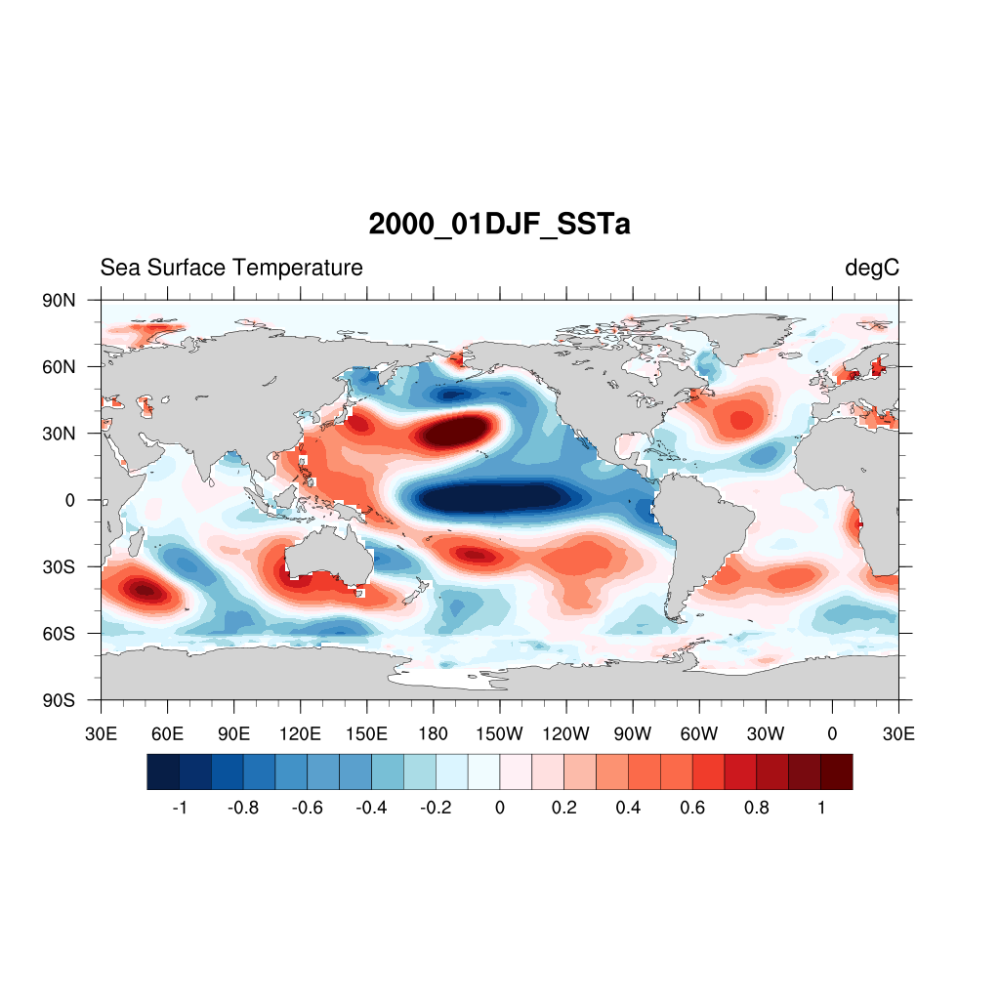 2000_01DJF_SSTa
Sea Surface Temperature degC
90N
60N
30N
0
30S
60S
90S
30E 60E 90E 120E 150E 180 150W 120W 90W 60W 30W 0 30E
-1 -0.8 -0.6 -0.4 -0.2 0 0.2 0.4 0.6 0.8 1